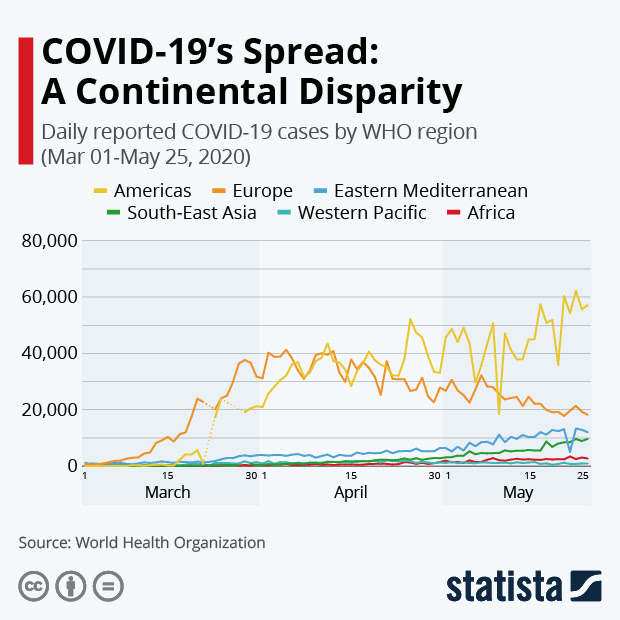 COVID-19’s Spread:
A Continental Disparity
Daily reported COVID-19 cases by WHO region
(Mar 01-May 25, 2020)
Americas Europe Eastern Mediterranean
South-East Asia Western Pacific Africa
80,000
60,000
40,000
20,000
0
1 15 30 1 15 30 1 15 25
March April May
Source: World Health Organization
cc
statista